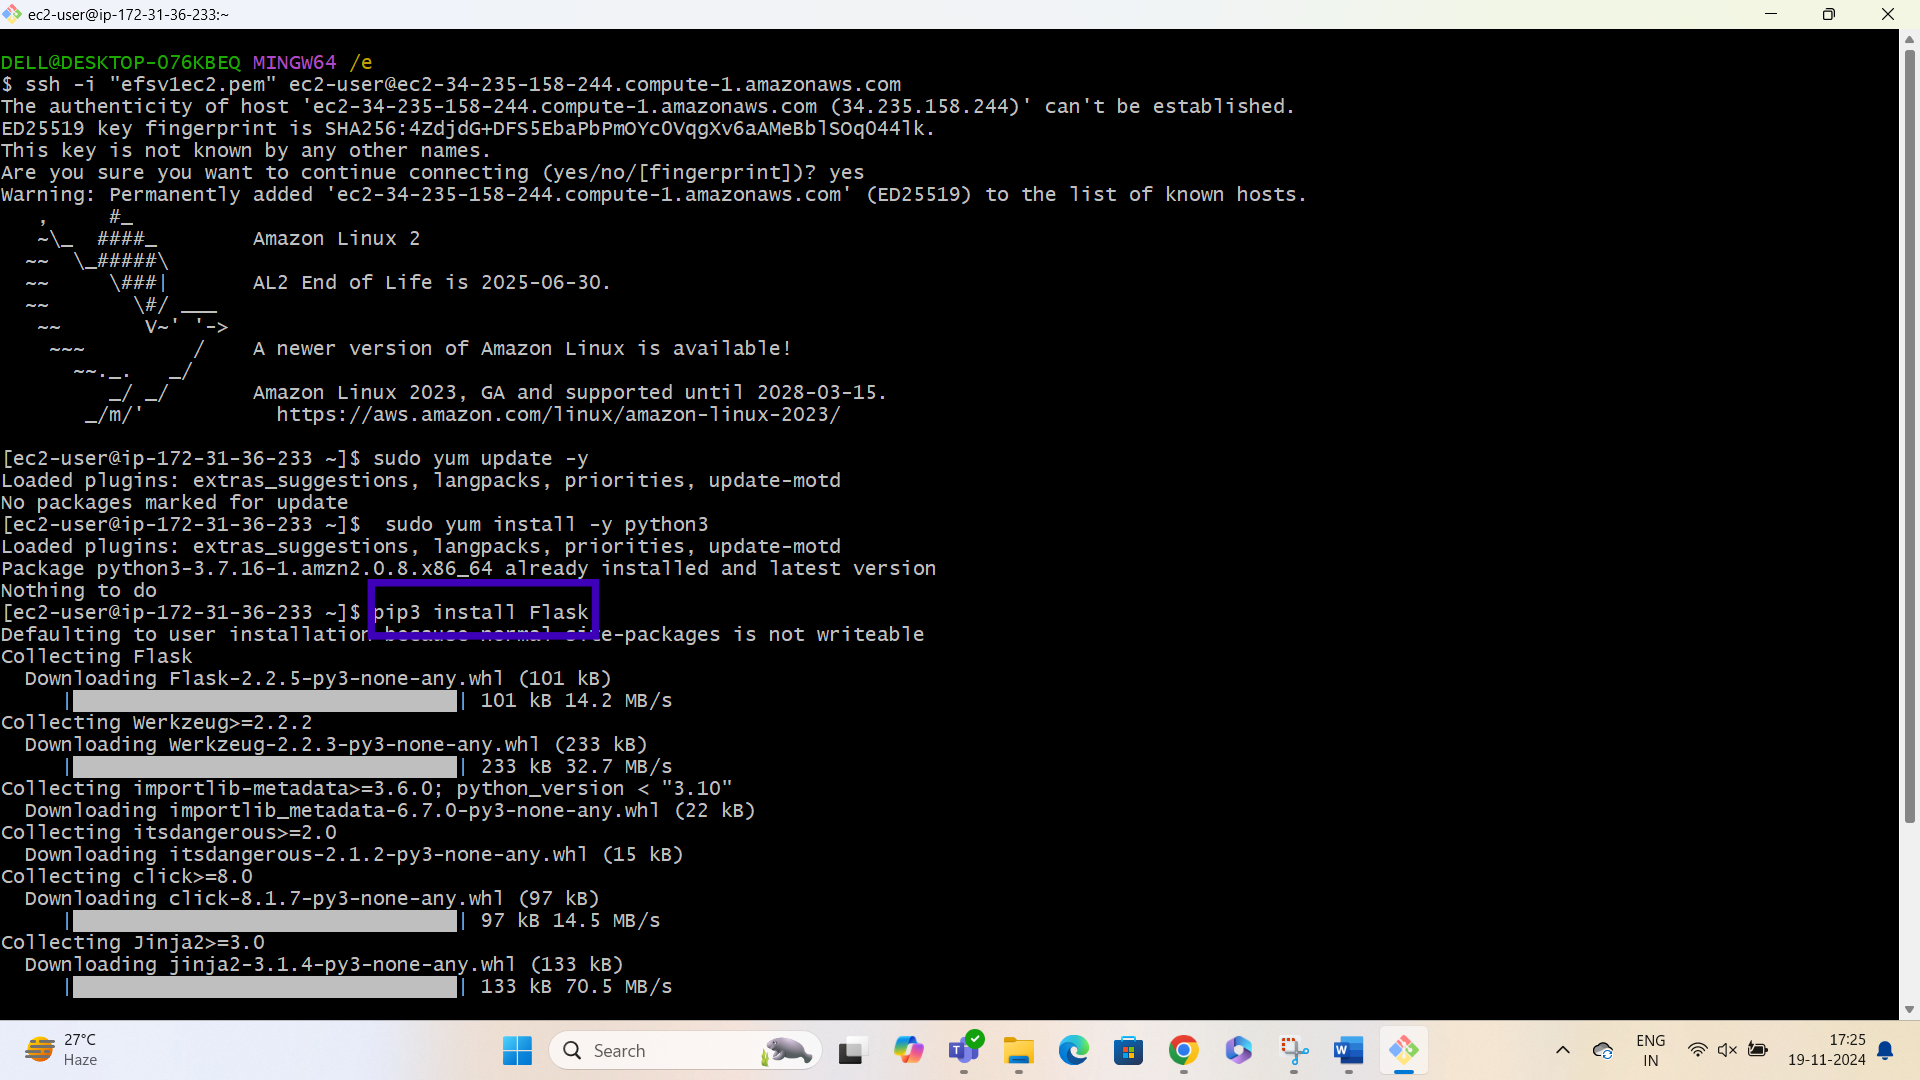 ec2-user@ip-172-31-36-233:~
DELL@DESKTOP-076KBEQ MINGW64 /e
$ ssh -i "efsv1ec2.pem" ec2-user@ec2-34-235-158-244.compute-1.amazonaws.com
The authenticity of host 'ec2-34-235-158-244.compute-1.amazonaws.com (34.235.158.244)' can't be established.
ED25519 key fingerprint is SHA256:4ZdjdG+DFS5EbaPbPmOYc0VqgXv6aAMeBblSOqO44lk.
This key is not known by any other names.
Are you sure you want to continue connecting (yes/no/[fingerprint])? yes
Warning: Permanently added 'ec2-34-235-158-244.compute-1.amazonaws.com' (ED25519) to the list of known hosts.
   ,     #_
   ~\_  ####_        Amazon Linux 2
  ~~  \_#####\
  ~~     \###|       AL2 End of Life is 2025-06-30.
  ~~       \#/ ___
   ~~       V~' '->
    ~~~         /    A newer version of Amazon Linux is available!
      ~~._.   _/
         _/ _/       Amazon Linux 2023, GA and supported until 2028-03-15.
       _/m/'           https://aws.amazon.com/linux/amazon-linux-2023/
[ec2-user@ip-172-31-36-233 ~]$ sudo yum update -y
Loaded plugins: extras_suggestions, langpacks, priorities, update-motd
No packages marked for update
[ec2-user@ip-172-31-36-233 ~]$  sudo yum install -y python3
Loaded plugins: extras_suggestions, langpacks, priorities, update-motd
Package python3-3.7.16-1.amzn2.0.8.x86_64 already installed and latest version
Nothing to do
[ec2-user@ip-172-31-36-233 ~]$ pip3 install Flask
Defaulting to user installation because normal site-packages is not writeable
Collecting Flask
  Downloading Flask-2.2.5-py3-none-any.whl (101 kB)
     | | 101 kB 14.2 MB/s
Collecting Werkzeug>=2.2.2
  Downloading Werkzeug-2.2.3-py3-none-any.whl (233 kB)
     | | 233 kB 32.7 MB/s
Collecting importlib-metadata>=3.6.0; python_version < "3.10"
  Downloading importlib_metadata-6.7.0-py3-none-any.whl (22 kB)
Collecting itsdangerous>=2.0
  Downloading itsdangerous-2.1.2-py3-none-any.whl (15 kB)
Collecting click>=8.0
  Downloading click-8.1.7-py3-none-any.whl (97 kB)
     | | 97 kB 14.5 MB/s
Collecting Jinja2>=3.0
  Downloading jinja2-3.1.4-py3-none-any.whl (133 kB)
     | | 133 kB 70.5 MB/s
27°C
Haze
Search
ENG
IN
17:25
19-11-2024